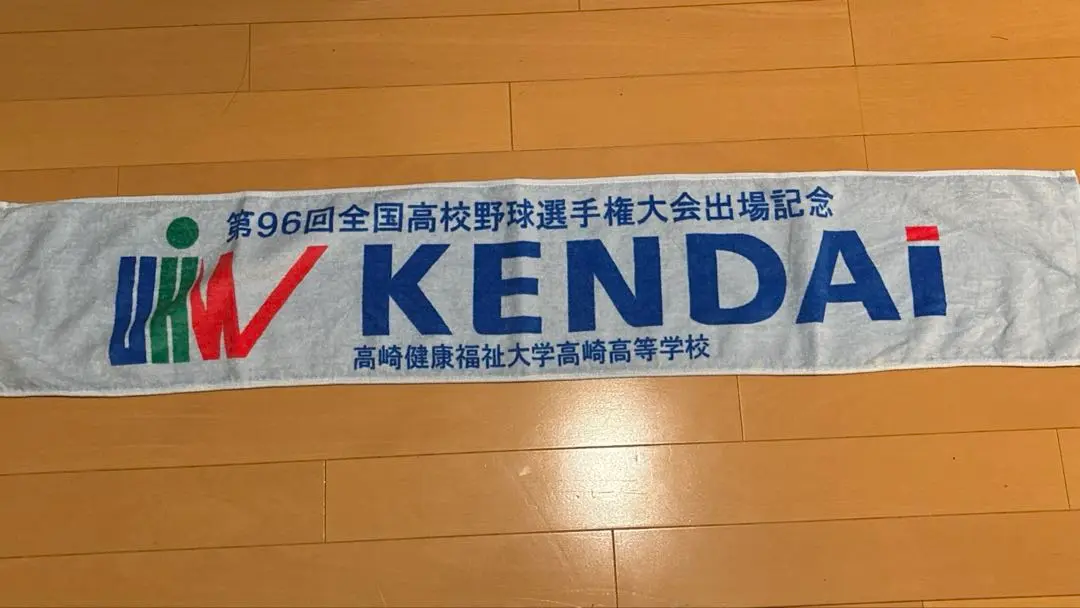 第96回全国高校野球選手権大会出場記念
UHW KENDAi
高崎健康福祉大学高崎高等学校